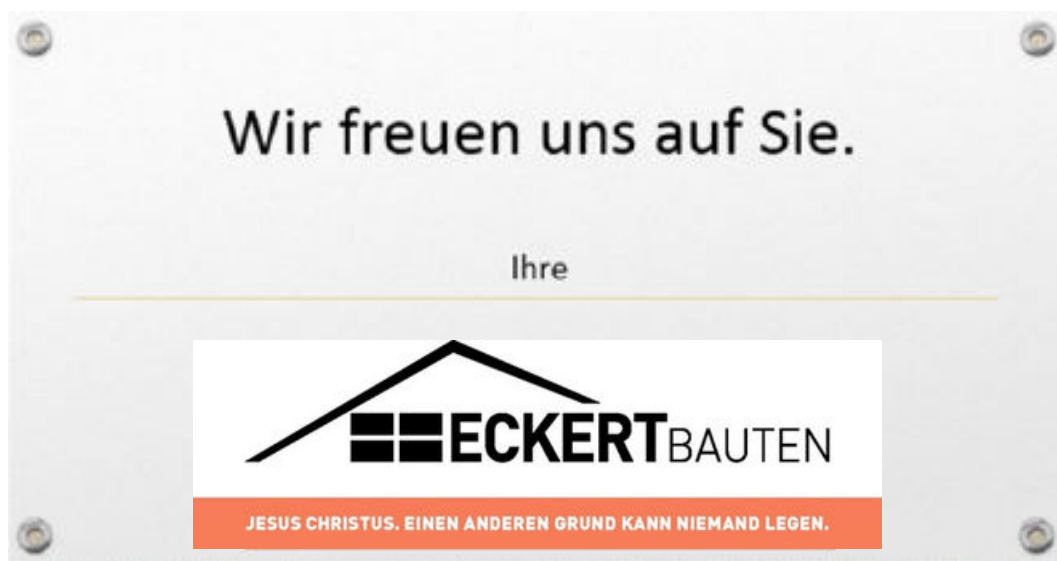 Wir freuen uns auf Sie.
Ihre
ECKERTBAUTEN
JESUS CHRISTUS. EINEN ANDEREN GRUND KANN NIEMAND LEGEN.